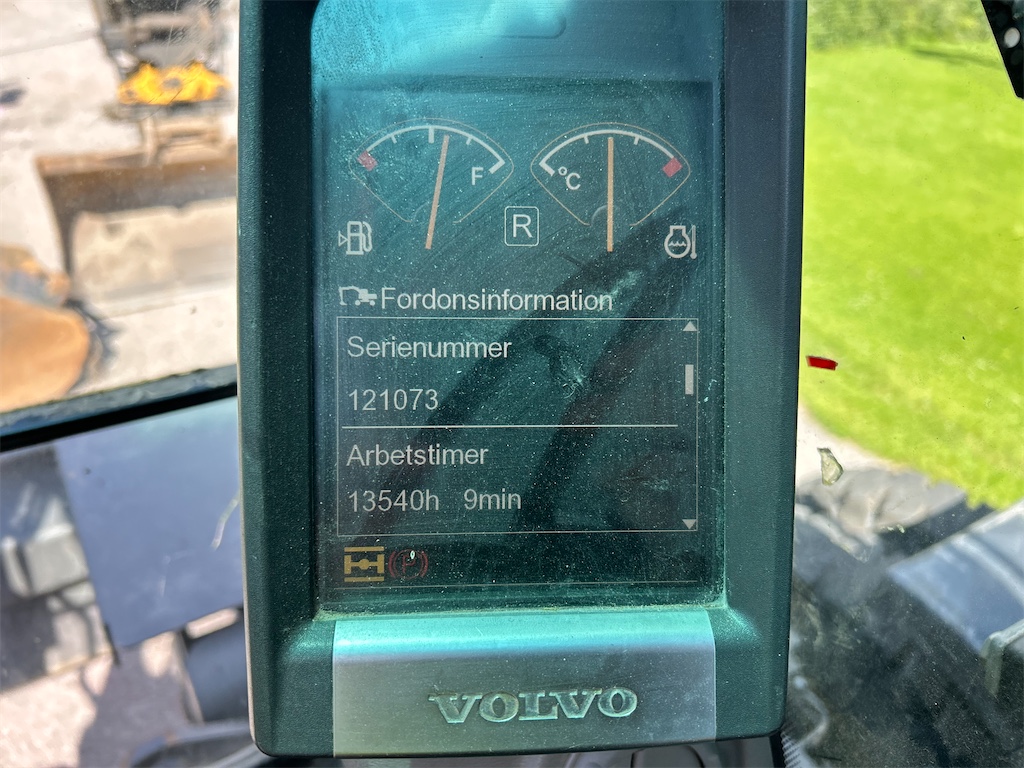 F
°C
R
Fordonsinformation
Serienummer
121073
Arbetstimer
13540h 9min
(P)
VOLVO